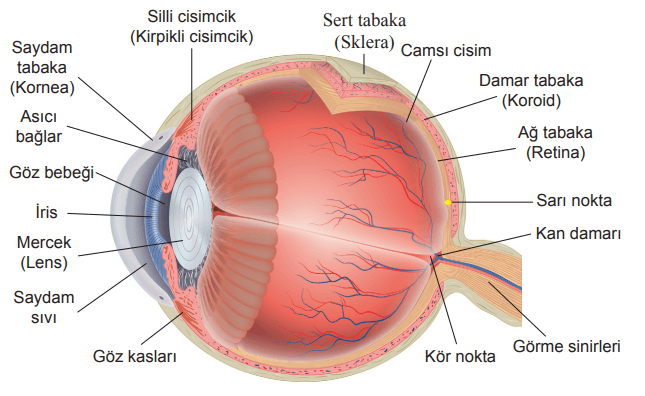 Silli cisimcik
(Kirpikli cisimcik)
Sert tabaka
(Sklera)
Camsı cisim
Saydam
tabaka
(Kornea)
Damar tabaka
(Koroid)
Asıcı
bağlar
Ağ tabaka
(Retina)
Göz bebeği
Sarı nokta
İris
Kan damarı
Mercek
(Lens)
Saydam
sıvı
Göz kasları
Kör nokta
Görme sinirleri